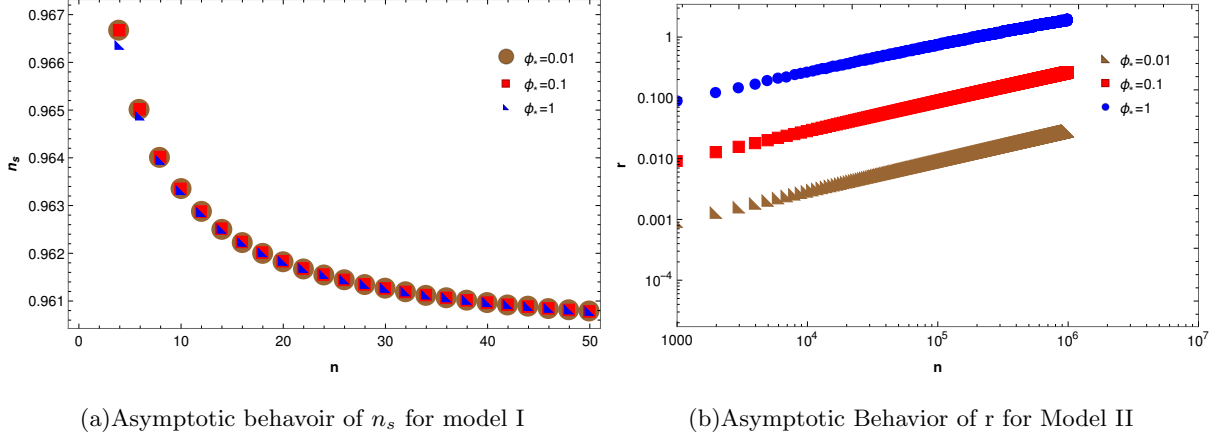 0.967
0.966
0.965
0.964
0.963
0.962
0.961
n_s
0
10
20
30
40
50
n
ϕ*=0.01
ϕ*=0.1
ϕ*=1
1
0.100
0.010
0.001
10^-4
r
1000
10^4
10^5
10^6
10^7
n
ϕ*=0.01
ϕ*=0.1
ϕ*=1
(a)Asymptotic behavoir of n_s for model I
(b)Asymptotic Behavior of r for Model II